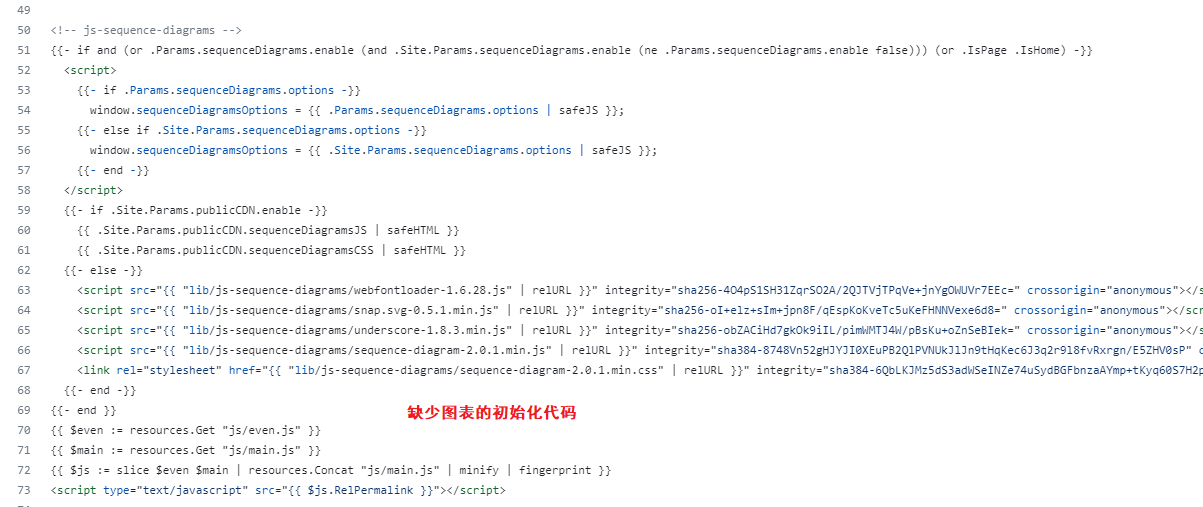 49
50 <!-- js-sequence-diagrams -->
51 {{- if and (or .Params.sequenceDiagrams.enable (and .Site.Params.sequenceDiagrams.enable (ne .Params.sequenceDiagrams.enable false))) (or .IsPage .IsHome) -}}
52 <script>
53 {{- if .Params.sequenceDiagrams.options -}}
54 window.sequenceDiagramsOptions = {{ .Params.sequenceDiagrams.options | safeJS }};
55 {{- else if .Site.Params.sequenceDiagrams.options -}}
56 window.sequenceDiagramsOptions = {{ .Site.Params.sequenceDiagrams.options | safeJS }};
57 {{- end -}}
58 </script>
59 {{- if .Site.Params.publicCDN.enable -}}
60 {{ .Site.Params.publicCDN.sequenceDiagramsJS | safeHTML }}
61 {{ .Site.Params.publicCDN.sequenceDiagramsCSS | safeHTML }}
62 {{- else -}}
63 <script src="{{ "lib/js-sequence-diagrams/webfontloader-1.6.28.js" | relURL }}" integrity="sha256-4O4pS1SH31ZqrSO2A/2QJTVjTPqVe+jnYgOWUVr7EEc=" crossorigin="anonymous"></s
64 <script src="{{ "lib/js-sequence-diagrams/snap.svg-0.5.1.min.js" | relURL }}" integrity="sha256-oI+elz+sIm+jpn8F/qEspKoKveTc5uKeFHNNVexe6d8=" crossorigin="anonymous"></scr
65 <script src="{{ "lib/js-sequence-diagrams/underscore-1.8.3.min.js" | relURL }}" integrity="sha256-obZACiHd7gkOk9iIL/pimWMTJ4W/pBsKu+oZnSeBIek=" crossorigin="anonymous"></s
66 <script src="{{ "lib/js-sequence-diagrams/sequence-diagram-2.0.1.min.js" | relURL }}" integrity="sha384-8748Vn52gHJYJI0XEuPB2QlPVNUkJlJn9tHqKec6J3q2r9l8fvRxrgn/E5ZHV0sP" c
67 <link rel="stylesheet" href="{{ "lib/js-sequence-diagrams/sequence-diagram-2.0.1.min.css" | relURL }}" integrity="sha384-6QbLKJMz5dS3adWSeINZe74uSydBGFbnzaAYmp+tKyq60S7H2p
68 {{- end -}}
69 {{- end }}
缺少图表的初始化代码
70 {{ $even := resources.Get "js/even.js" }}
71 {{ $main := resources.Get "js/main.js" }}
72 {{ $js := slice $even $main | resources.Concat "js/main.js" | minify | fingerprint }}
73 <script type="text/javascript" src="{{ $js.RelPermalink }}"></script>